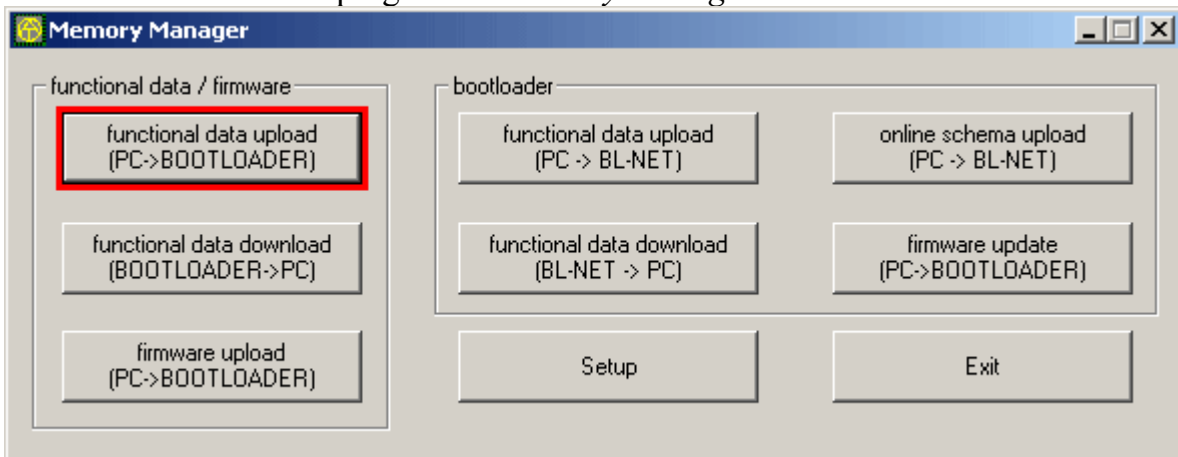 Memory Manager
functional data / firmware
functional data upload
(PC->BOOTLOADER)
functional data download
(BOOTLOADER->PC)
firmware upload
(PC->BOOTLOADER)
bootloader
functional data upload
(PC -> BL-NET)
online schema upload
(PC -> BL-NET)
functional data download
(BL-NET -> PC)
firmware update
(PC->BOOTLOADER)
Setup
Exit